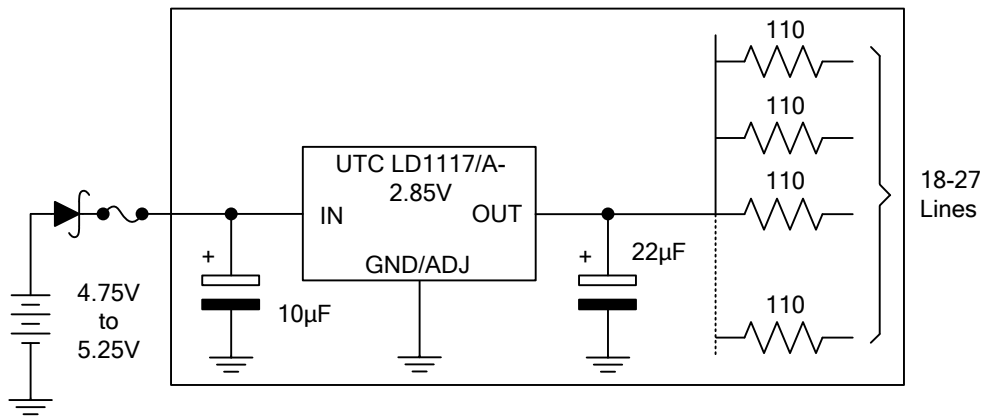 110
110
UTC LD1117/A-
2.85V
110
18-27
Lines
IN
OUT
+
+
22µF
GND/ADJ
4.75V
to
5.25V
10µF
110